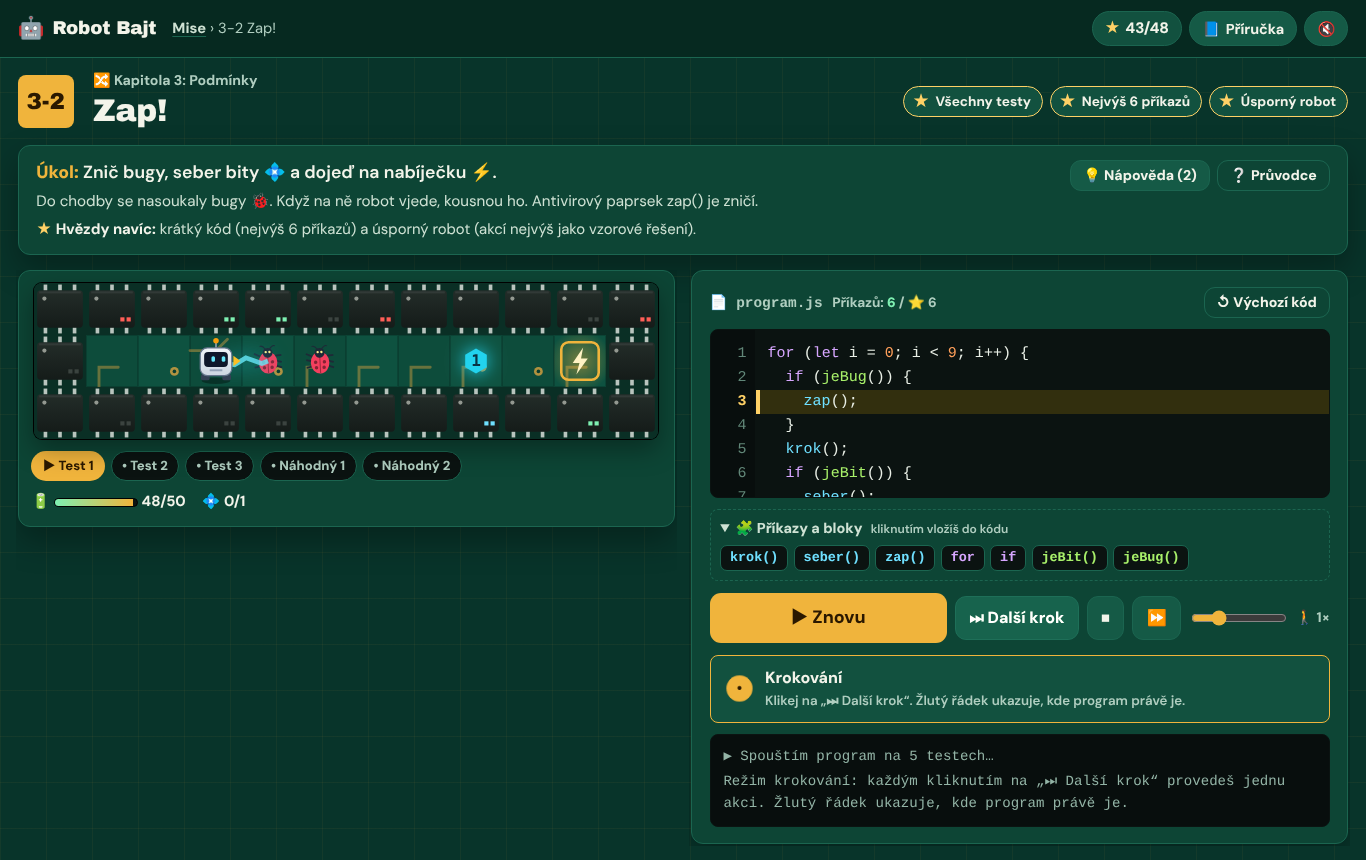 Robot Bajt Mise › 3-2 Zap!
★ 43/48 Příručka
3-2
Kapitola 3: Podmínky
Zap!
★ Všechny testy ★ Nejvýš 6 příkazů ★ Úsporný robot
Úkol: Znič bugy, seber bity 💠 a dojeď na nabíječku ⚡.
Do chodby se nasoukaly bugy 🐞. Když na ně robot vjede, kousnou ho. Antivirový paprsek zap() je zničí.
★ Hvězdy navíc: krátký kód (nejvýš 6 příkazů) a úsporný robot (akcí nejvýš jako vzorové řešení).
💡 Nápověda (2) ❔ Průvodce
1
▶ Test 1 • Test 2 • Test 3 • Náhodný 1 • Náhodný 2
48/50 💠 0/1
program.js Příkazy: 6 / ⭐ 6
↺ Výchozí kód
1 for (let i = 0; i < 9; i++) {
2 if (jeBug()) {
3 zap();
4 }
5 krok();
6 if (jeBit()) {
7 seber();
▼ 🧩 Příkazy a bloky kliknutím vložíš do kódu
krok() seber() zap() for if jeBit() jeBug()
▶ Znovu ⏭ Další krok ■ ⏩ 🚶 1×
Krokování
Klikej na „⏭ Další krok“. Žlutý řádek ukazuje, kde program právě je.
▶ Spouštím program na 5 testech…
Režim krokování: každým kliknutím na „⏭ Další krok“ provedeš jednu
akci. Žlutý řádek ukazuje, kde program právě je.